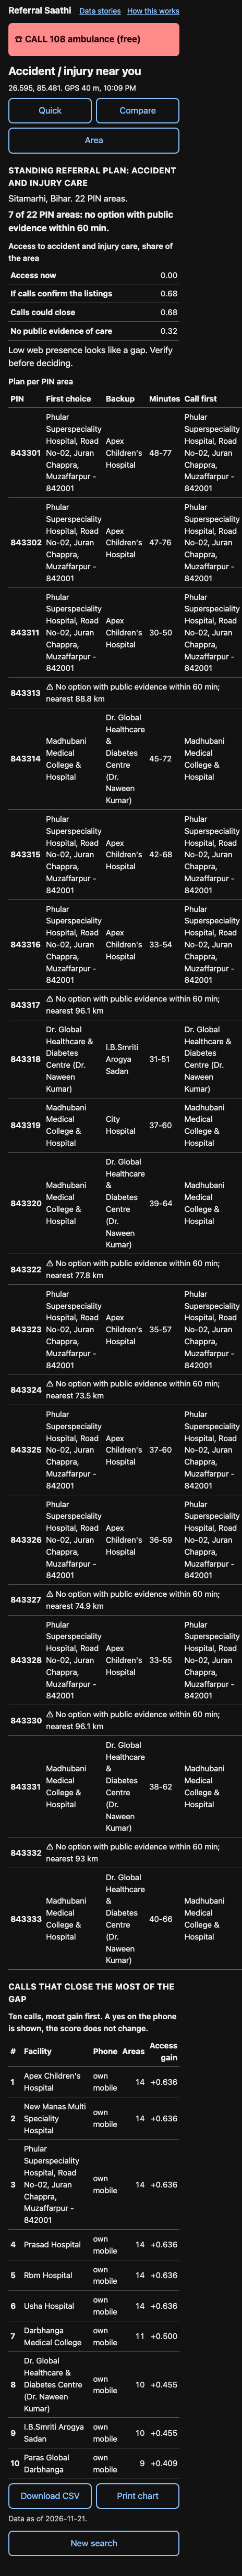 Referral Saathi Data stories How this works
☎ CALL 108 ambulance (free)
Accident / injury near you
26.595, 85.481. GPS 40 m, 10:09 PM
Quick Compare
Area
STANDING REFERRAL PLAN: ACCIDENT
AND INJURY CARE
Sitamarhi, Bihar. 22 PIN areas.
7 of 22 PIN areas: no option with public
evidence within 60 min.
Access to accident and injury care, share of
the area
Access now 0.00
If calls confirm the listings 0.68
Calls could close 0.68
No public evidence of care 0.32
Low web presence looks like a gap. Verify
before deciding.
Plan per PIN area
PIN First choice Backup Minutes Call first
843301 Phular Superspeciality Hospital, Road No-02, Juran Chappra, Muzaffarpur - 842001 Apex Children's Hospital 48-77 Phular Superspeciality Hospital, Road No-02, Juran Chappra, Muzaffarpur - 842001
843302 Phular Superspeciality Hospital, Road No-02, Juran Chappra, Muzaffarpur - 842001 Apex Children's Hospital 47-76 Phular Superspeciality Hospital, Road No-02, Juran Chappra, Muzaffarpur - 842001
843311 Phular Superspeciality Hospital, Road No-02, Juran Chappra, Muzaffarpur - 842001 Apex Children's Hospital 30-50 Phular Superspeciality Hospital, Road No-02, Juran Chappra, Muzaffarpur - 842001
843313 ⚠ No option with public evidence within 60 min; nearest 88.8 km
843314 Madhubani Medical College & Hospital Dr. Global Healthcare & Diabetes Centre (Dr. Naween Kumar) 45-72 Madhubani Medical College & Hospital
843315 Phular Superspeciality Hospital, Road No-02, Juran Chappra, Muzaffarpur - 842001 Apex Children's Hospital 42-68 Phular Superspeciality Hospital, Road No-02, Juran Chappra, Muzaffarpur - 842001
843316 Phular Superspeciality Hospital, Road No-02, Juran Chappra, Muzaffarpur - 842001 Apex Children's Hospital 33-54 Phular Superspeciality Hospital, Road No-02, Juran Chappra, Muzaffarpur - 842001
843317 ⚠ No option with public evidence within 60 min; nearest 96.1 km
843318 Dr. Global Healthcare & Diabetes Centre (Dr. Naween Kumar) I.B.Smriti Arogya Sadan 31-51 Dr. Global Healthcare & Diabetes Centre (Dr. Naween Kumar)
843319 Madhubani Medical College & Hospital City Hospital 37-60 Madhubani Medical College & Hospital
843320 Madhubani Medical College & Hospital Dr. Global Healthcare & Diabetes Centre (Dr. Naween Kumar) 39-64 Madhubani Medical College & Hospital
843322 ⚠ No option with public evidence within 60 min; nearest 77.8 km
843323 Phular Superspeciality Hospital, Road No-02, Juran Chappra, Muzaffarpur - 842001 Apex Children's Hospital 35-57 Phular Superspeciality Hospital, Road No-02, Juran Chappra, Muzaffarpur - 842001
843324 ⚠ No option with public evidence within 60 min; nearest 73.5 km
843325 Phular Superspeciality Hospital, Road No-02, Juran Chappra, Muzaffarpur - 842001 Apex Children's Hospital 37-60 Phular Superspeciality Hospital, Road No-02, Juran Chappra, Muzaffarpur - 842001
843326 Phular Superspeciality Hospital, Road No-02, Juran Chappra, Muzaffarpur - 842001 Apex Children's Hospital 36-59 Phular Superspeciality Hospital, Road No-02, Juran Chappra, Muzaffarpur - 842001
843327 ⚠ No option with public evidence within 60 min; nearest 74.9 km
843328 Phular Superspeciality Hospital, Road No-02, Juran Chappra, Muzaffarpur - 842001 Apex Children's Hospital 33-55 Phular Superspeciality Hospital, Road No-02, Juran Chappra, Muzaffarpur - 842001
843330 ⚠ No option with public evidence within 60 min; nearest 96.1 km
843331 Madhubani Medical College & Hospital Dr. Global Healthcare & Diabetes Centre (Dr. Naween Kumar) 38-62 Madhubani Medical College & Hospital
843332 ⚠ No option with public evidence within 60 min; nearest 93 km
843333 Madhubani Medical College & Hospital Dr. Global Healthcare & Diabetes Centre (Dr. Naween Kumar) 40-66 Madhubani Medical College & Hospital
CALLS THAT CLOSE THE MOST OF THE
GAP
Ten calls, most gain first. A yes on the phone
is shown, the score does not change.
# Facility Phone Areas Access gain
1 Apex Children's Hospital own mobile 14 +0.636
2 New Manas Multi Speciality Hospital own mobile 14 +0.636
3 Phular Superspeciality Hospital, Road No-02, Juran Chappra, Muzaffarpur - 842001 own mobile 14 +0.636
4 Prasad Hospital own mobile 14 +0.636
5 Rbm Hospital own mobile 14 +0.636
6 Usha Hospital own mobile 14 +0.636
7 Darbhanga Medical College own mobile 11 +0.500
8 Dr. Global Healthcare & Diabetes Centre (Dr. Naween Kumar) own mobile 10 +0.455
9 I.B.Smriti Arogya Sadan own mobile 10 +0.455
10 Paras Global Darbhanga own mobile 9 +0.409
Download CSV Print chart
Data as of 2026-11-21.
New search